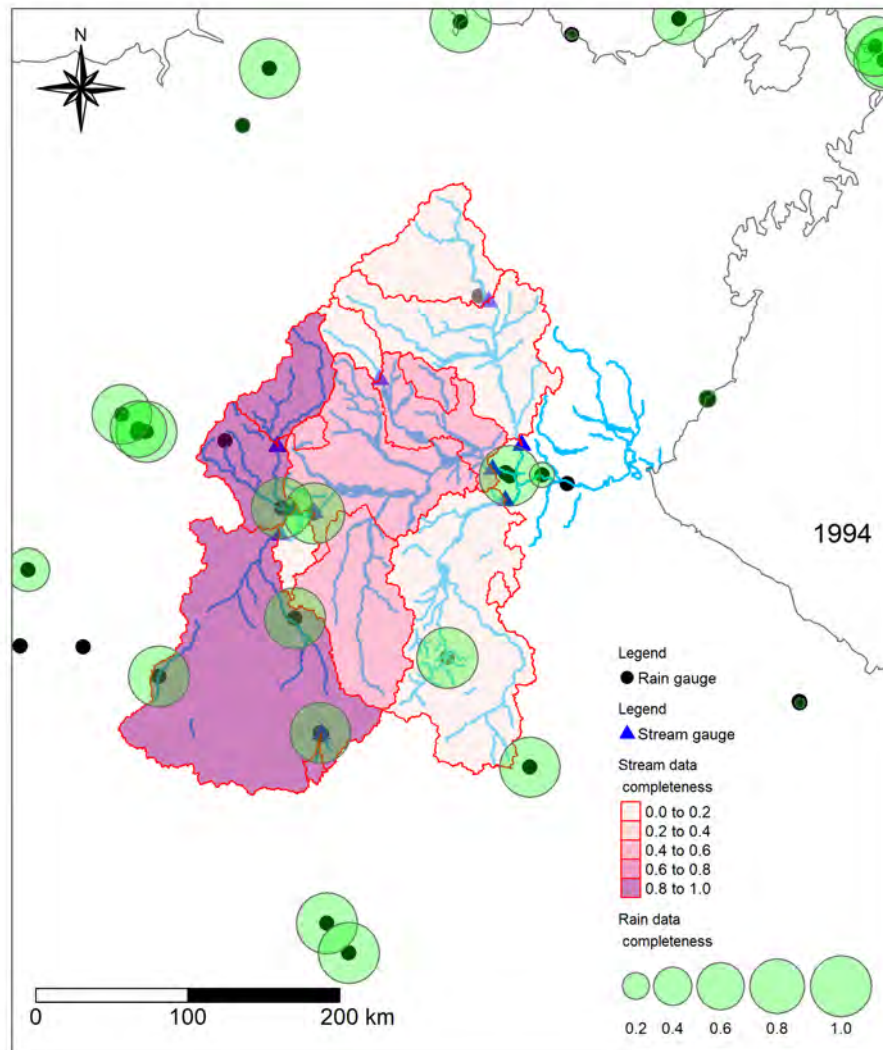 N
1994
Legend
Rain gauge
Legend
Stream gauge
Stream data
completeness
0.0 to 0.2
0.2 to 0.4
0.4 to 0.6
0.6 to 0.8
0.8 to 1.0
Rain data
completeness
0.2 0.4 0.6 0.8 1.0
0 100 200 km